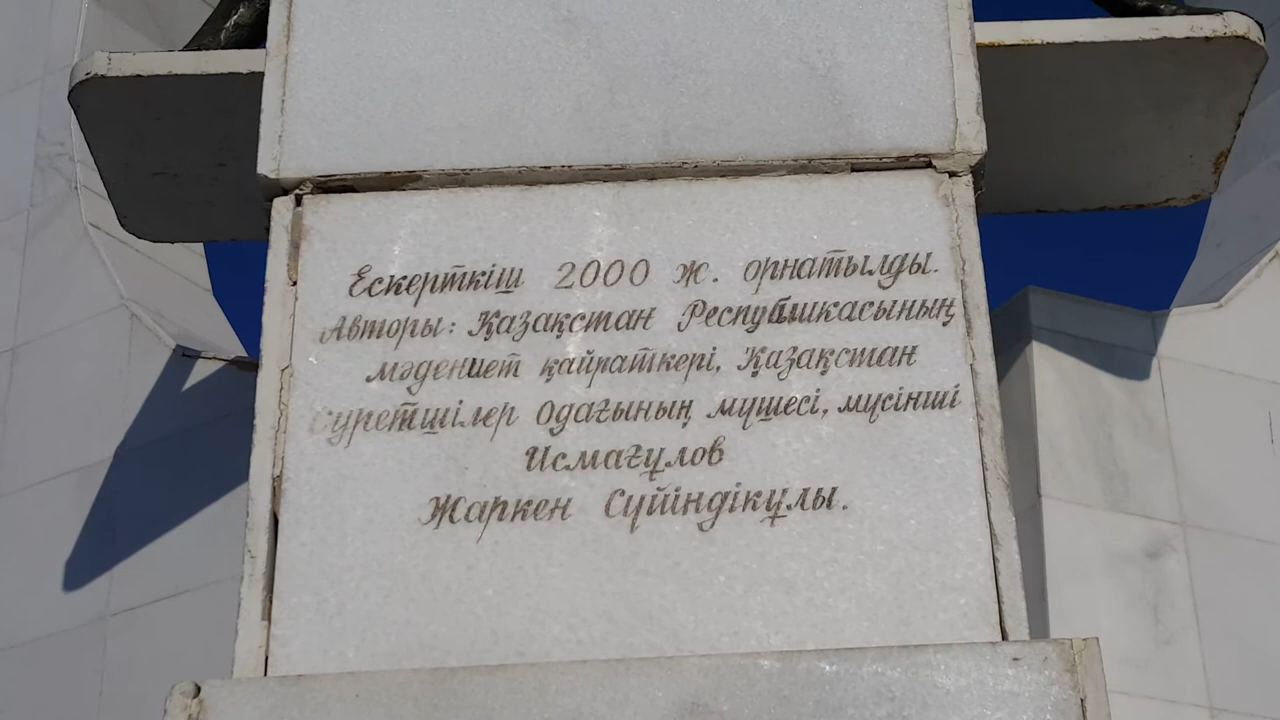 Ескерткіш 2000 ж. орнатылды.
Авторы: Қазақстан Республикасының
мәдениет қайраткері, Қазақстан
суретшілер одағының мүшесі, мүсінші
Исмағұлов
Жаркен Сүйіндікұлы.